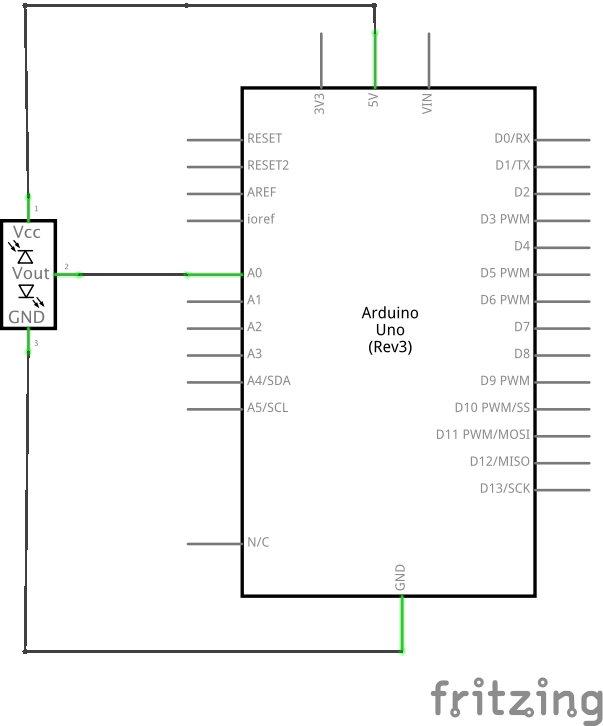 3V3
5V
VIN
RESET
RESET2
AREF
ioref
A0
A1
A2
A3
A4/SDA
A5/SCL
N/C
D0/RX
D1/TX
D2
D3 PWM
D4
D5 PWM
D6 PWM
D7
D8
D9 PWM
D10 PWM/SS
D11 PWM/MOSI
D12/MISO
D13/SCK
Arduino
Uno
(Rev3)
GND
1
Vcc
Vout
2
GND
3
fritzing